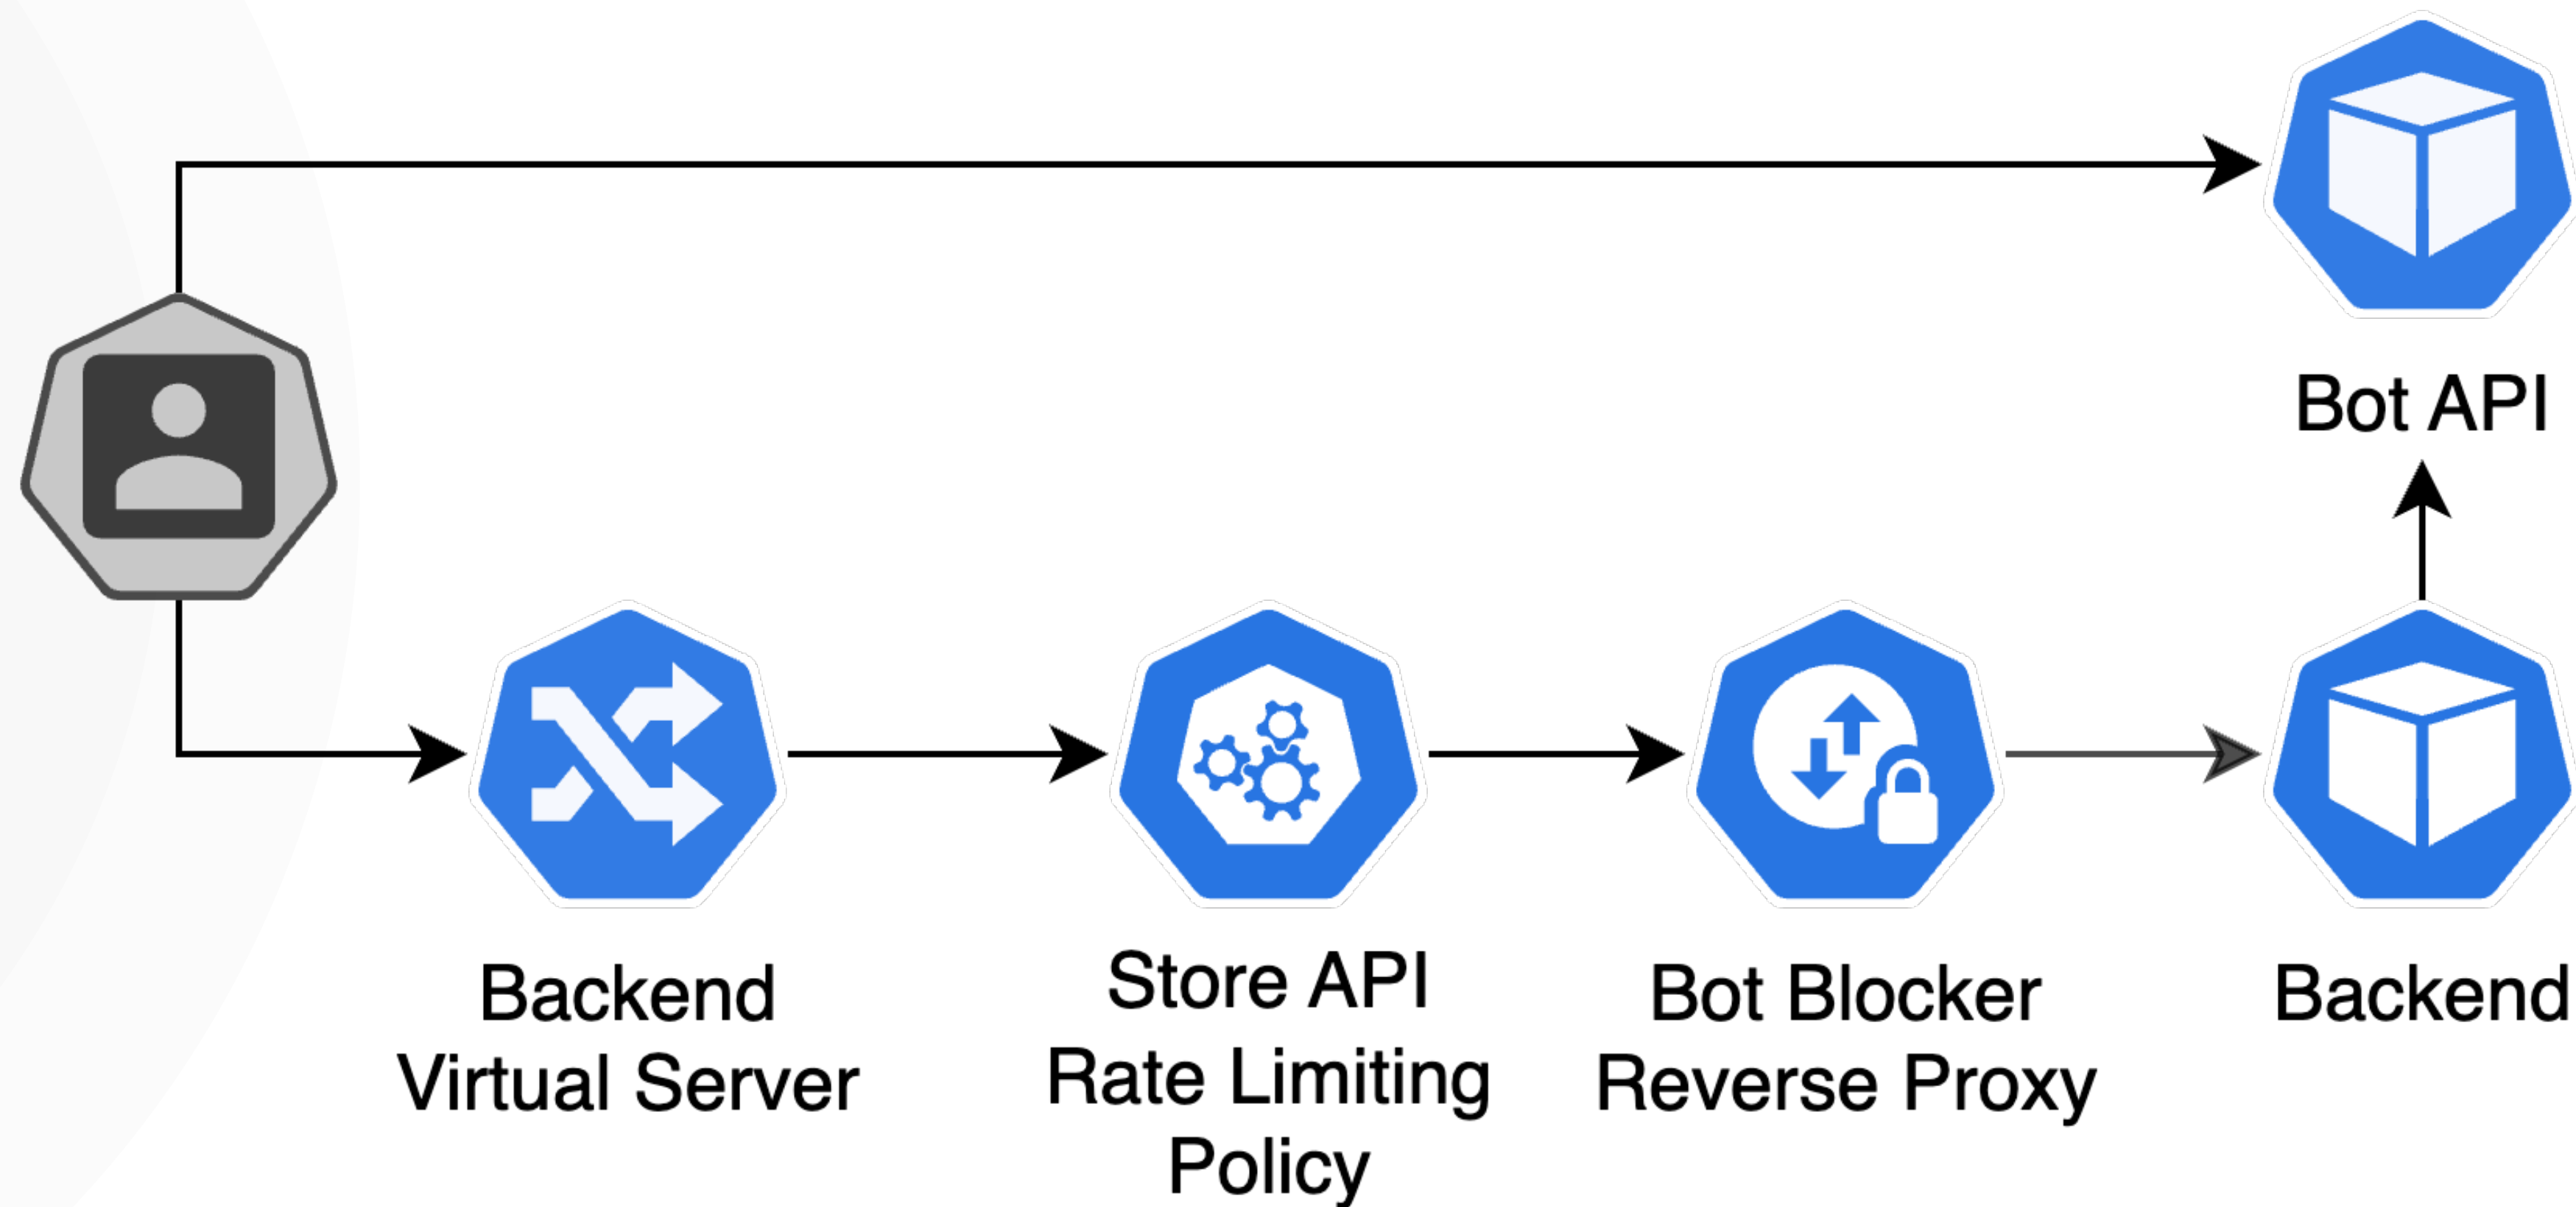 Bot API
Backend
Virtual Server
Store API
Rate Limiting
Policy
Bot Blocker
Reverse Proxy
Backend